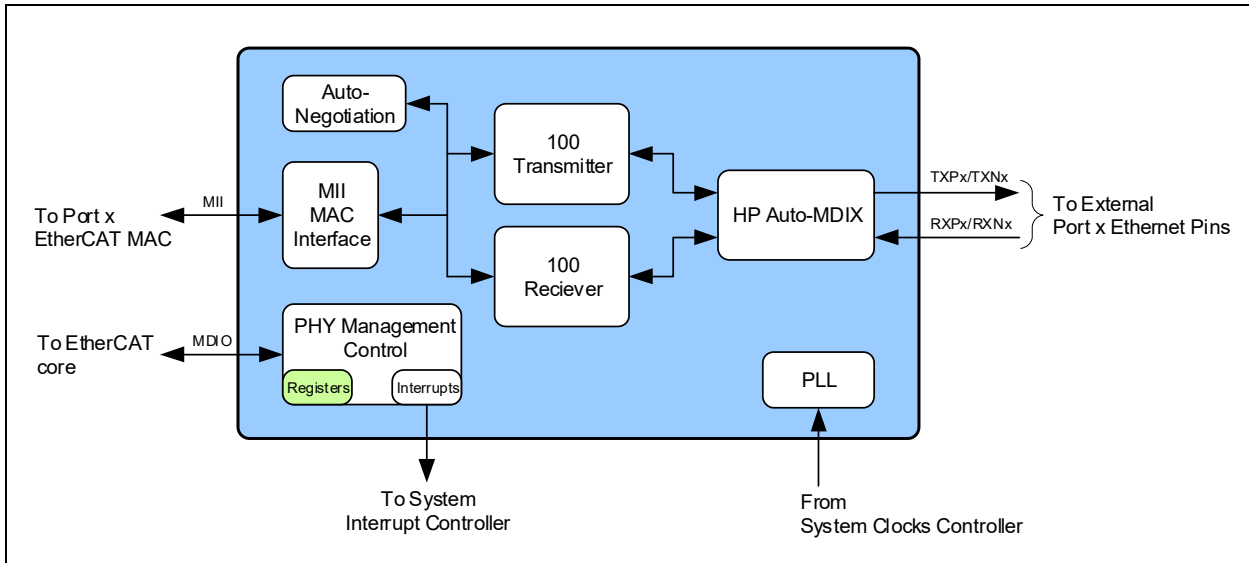 Auto-
Negotiation
100
Transmitter
MII
MAC
Interface
MII
To Port x
EtherCAT MAC
HP Auto-MDIX
TXPx/TXNx
RXPx/RXNx
To External
Port x Ethernet Pins
100
Reciever
PHY Management
Control
Registers
Interrupts
MDIO
To EtherCAT
core
PLL
To System
Interrupt Controller
From
System Clocks Controller